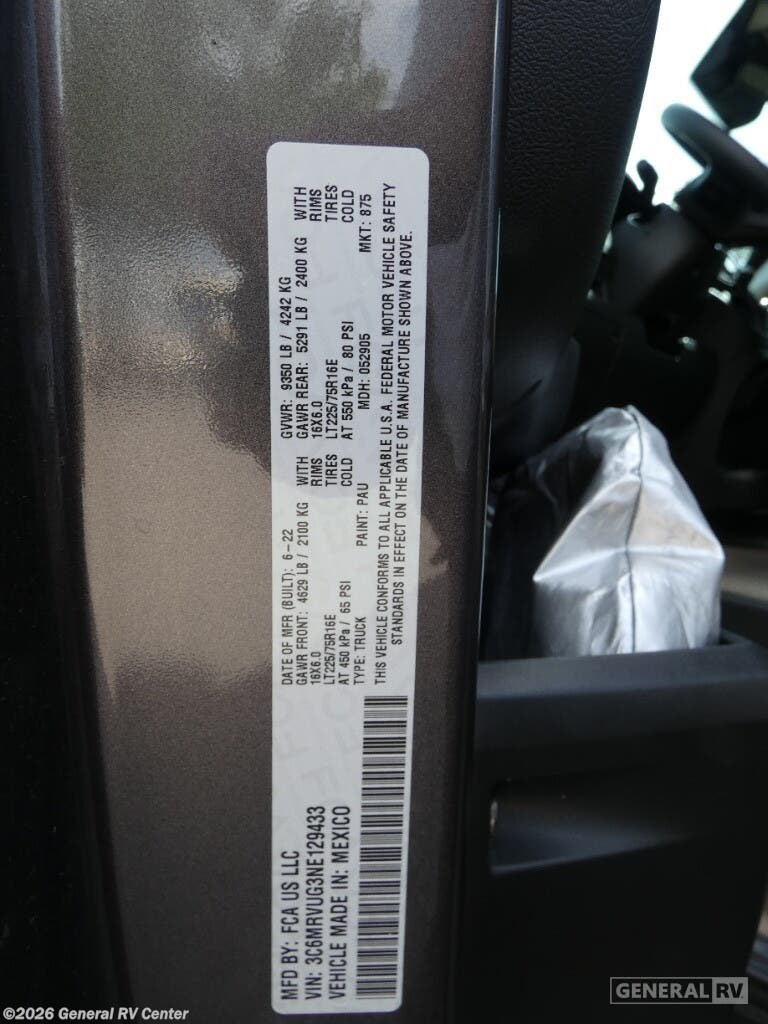 MFD BY: FCA US LLC
VIN: 3C6MRVUG3NE129433
VEHICLE MADE IN: MEXICO
DATE OF MFR (BUILT): 6-22 GVWR: 9350 LB / 4242 KG
GAWR FRONT: 4629 LB / 2100 KG WITH GAWR REAR: 5291 LB / 2400 KG WITH
16X6.0 RIMS 16X6.0 RIMS
LT225/75R16E TIRES LT225/75R16E TIRES
AT 450 kPa / 65 PSI COLD AT 550 kPa / 80 PSI COLD
TYPE: TRUCK PAINT: PAU MDH: 052905 MKT: 875
THIS VEHICLE CONFORMS TO ALL APPLICABLE U.S.A. FEDERAL MOTOR VEHICLE SAFETY
STANDARDS IN EFFECT ON THE DATE OF MANUFACTURE SHOWN ABOVE.
©2026 General RV Center
GENERAL RV